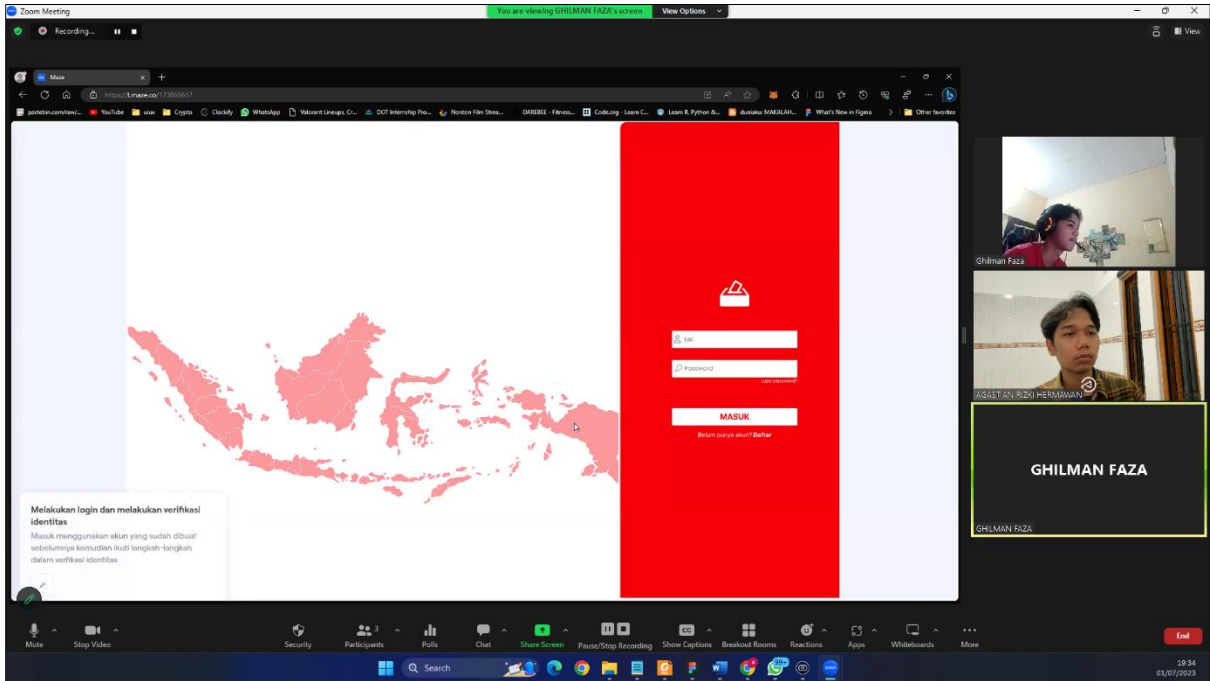 Zoom Meeting
You are viewing GHILMAN FAZA's screen
View Options
Recording...
View
Maze
https://t.maze.co/173865657
pastebin.com/raw/...
YouTube
uiux
Crypto
Clockify
WhatsApp
Valorant Lineups, Cr...
DOT Internship Pro...
Nonton Film Strea...
DAREBEE - Fitness...
Code.org - Learn C...
Learn R, Python &...
duniaku MAKALAH...
What's New in Figma
Other favorites
NIK
Password
Lupa password?
MASUK
Belum punya akun? Daftar
Melakukan login dan melakukan verifikasi
identitas
Masuk menggunakan akun yang sudah dibuat
sebelumnya kemudian ikuti langkah-langkah
dalam verfikasi identitas
Ghilman Faza
AGASTIAN RIZKI HERMAWAN
GHILMAN FAZA
GHILMAN FAZA
Mute
Stop Video
Security
Participants
3
Polls
Chat
Share Screen
Pause/Stop Recording
Show Captions
Breakout Rooms
Reactions
Apps
Whiteboards
More
End
Search
99+
19:34
01/07/2023